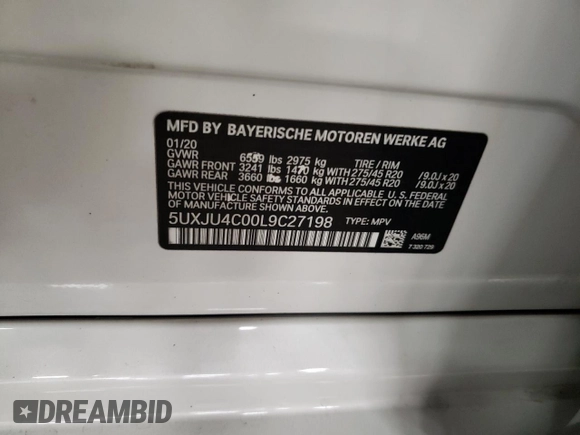 MFD BY BAYERISCHE MOTOREN WERKE AG
01/20
GVWR 6559 lbs 2975 kg TIRE / RIM
GAWR FRONT 3241 lbs 1470 kg WITH 275/45 R20 / 9.0J x 20
GAWR REAR 3660 lbs 1660 kg WITH 275/45 R20 / 9.0J x 20
THIS VEHICLE CONFORMS TO ALL APPLICABLE U.S. FEDERAL
MOTOR VEHICLE SAFETY STANDARDS IN EFFECT ON THE DATE
OF MANUFACTURE SHOWN ABOVE.
5UXJU4C00L9C27198 TYPE: MPV
A96M
7 320 729
DREAMBID